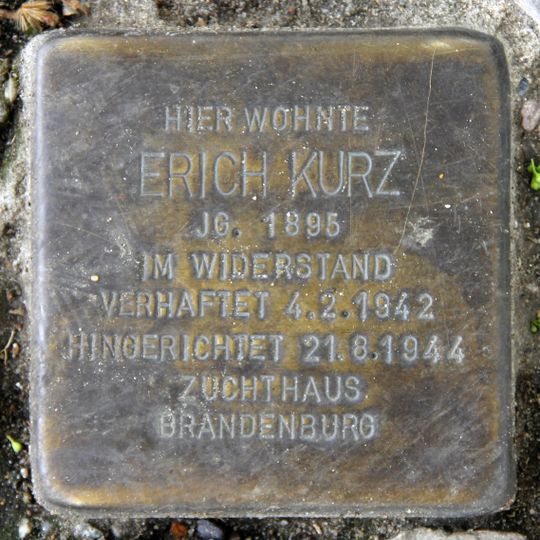 HIER WOHNTE
ERICH KURZ
JG. 1895
IM WIDERSTAND
VERHAFTET 4.2.1942
HINGERICHTET 21.8.1944
ZUCHTHAUS
BRANDENBURG